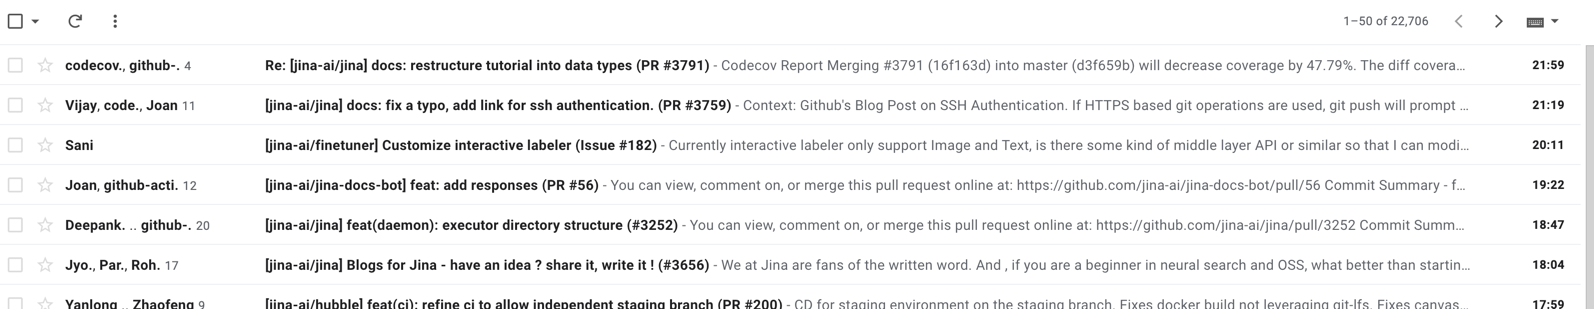 1–50 of 22,706
codecov., github-. 4 Re: [jina-ai/jina] docs: restructure tutorial into data types (PR #3791) - Codecov Report Merging #3791 (16f163d) into master (d3f659b) will decrease coverage by 47.79%. The diff covera… 21:59
Vijay, code., Joan 11 [jina-ai/jina] docs: fix a typo, add link for ssh authentication. (PR #3759) - Context: Github's Blog Post on SSH Authentication. If HTTPS based git operations are used, git push will prompt … 21:19
Sani [jina-ai/finetuner] Customize interactive labeler (Issue #182) - Currently interactive labeler only support Image and Text, is there some kind of middle layer API or similar so that I can modi… 20:11
Joan, github-acti. 12 [jina-ai/jina-docs-bot] feat: add responses (PR #56) - You can view, comment on, or merge this pull request online at: https://github.com/jina-ai/jina-docs-bot/pull/56 Commit Summary - f… 19:22
Deepank. .. github-. 20 [jina-ai/jina] feat(daemon): executor directory structure (#3252) - You can view, comment on, or merge this pull request online at: https://github.com/jina-ai/jina/pull/3252 Commit Summ… 18:47
Jyo., Par., Roh. 17 [jina-ai/jina] Blogs for Jina - have an idea ? share it, write it ! (#3656) - We at Jina are fans of the written word. And , if you are a beginner in neural search and OSS, what better than startin… 18:04
Yanlong .. Zhaofeng 9 [jina-ai/hubble] feat(ci): refine ci to allow independent staging branch (PR #200) - CD for staging environment on the staging branch. Fixes docker build not leveraging git-lfs. Fixes canvas… 17:59